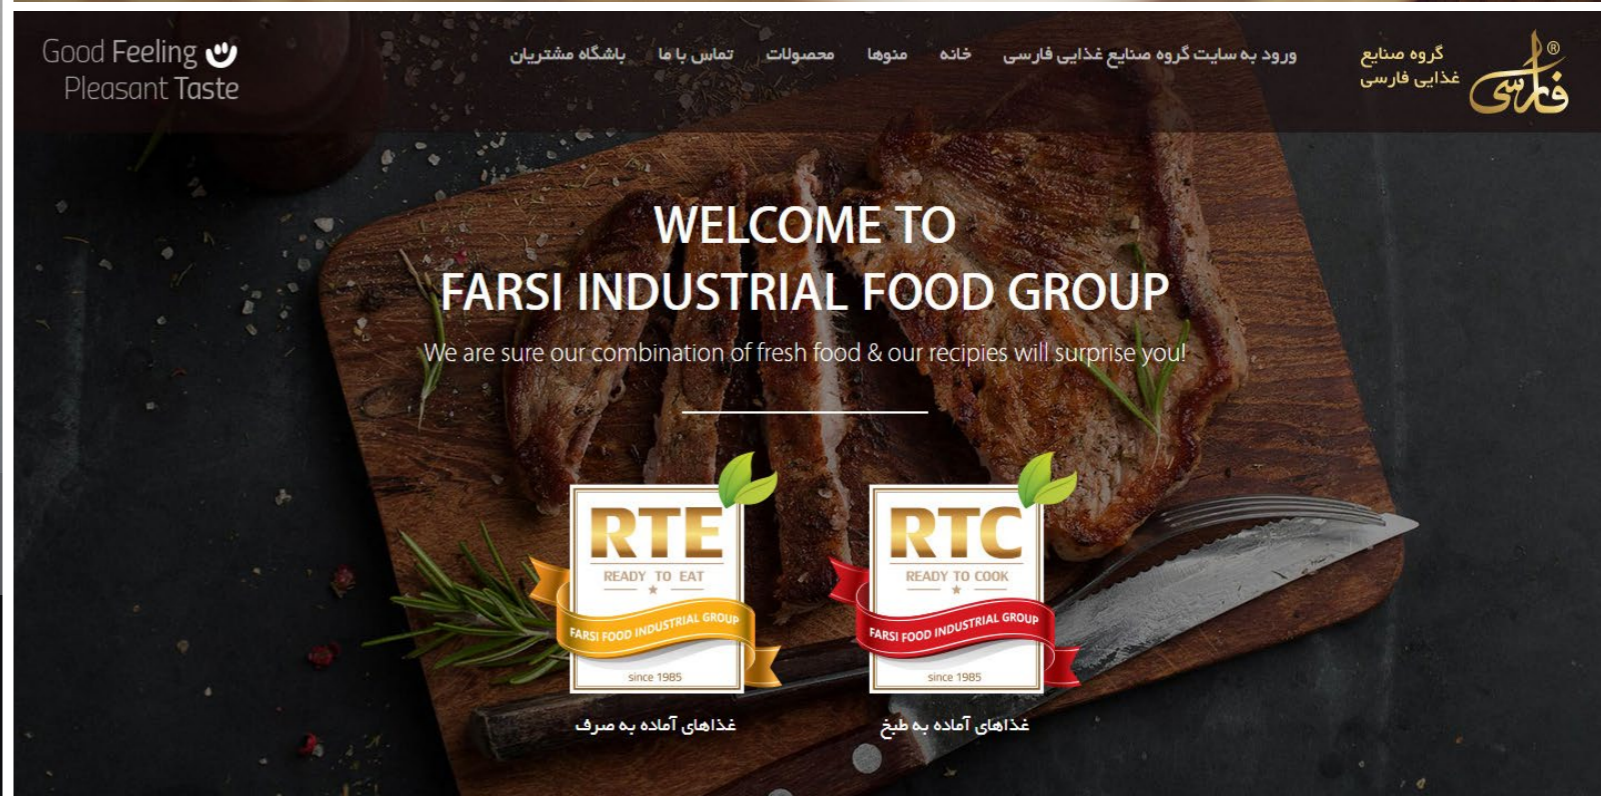 Good Feeling
Pleasant Taste
ورود به سایت گروه صنایع غذایی فارسی
خانه
منوها
محصولات
تماس با ما
باشگاه مشتریان
گروه صنایع
غذایی فارسی
فارسی ®
WELCOME TO
FARSI INDUSTRIAL FOOD GROUP
We are sure our combination of fresh food & our recipies will surprise you!
RTE
READY TO EAT
FARSI FOOD INDUSTRIAL GROUP
since 1985
غذاهای آماده به صرف
RTC
READY TO COOK
FARSI FOOD INDUSTRIAL GROUP
since 1985
غذاهای آماده به طبخ